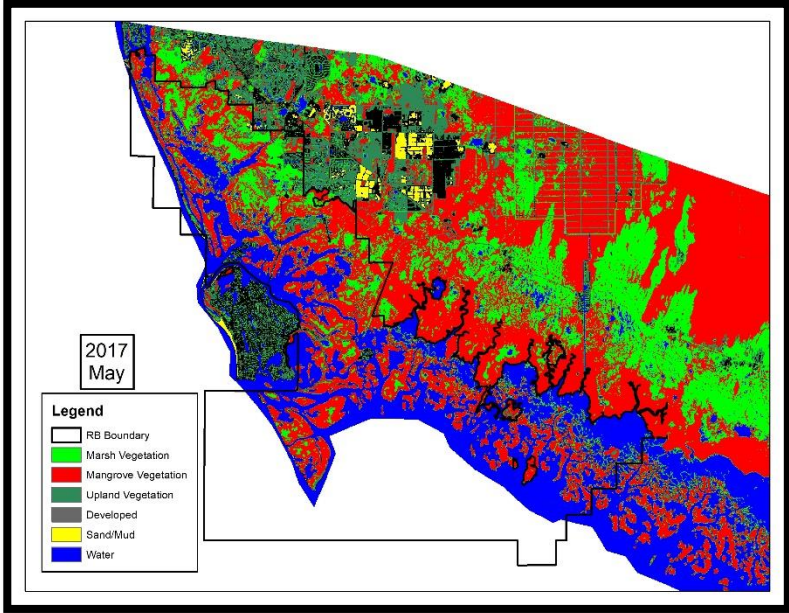 2017
May
Legend
RB Boundary
Marsh Vegetation
Mangrove Vegetation
Upland Vegetation
Developed
Sand/Mud
Water